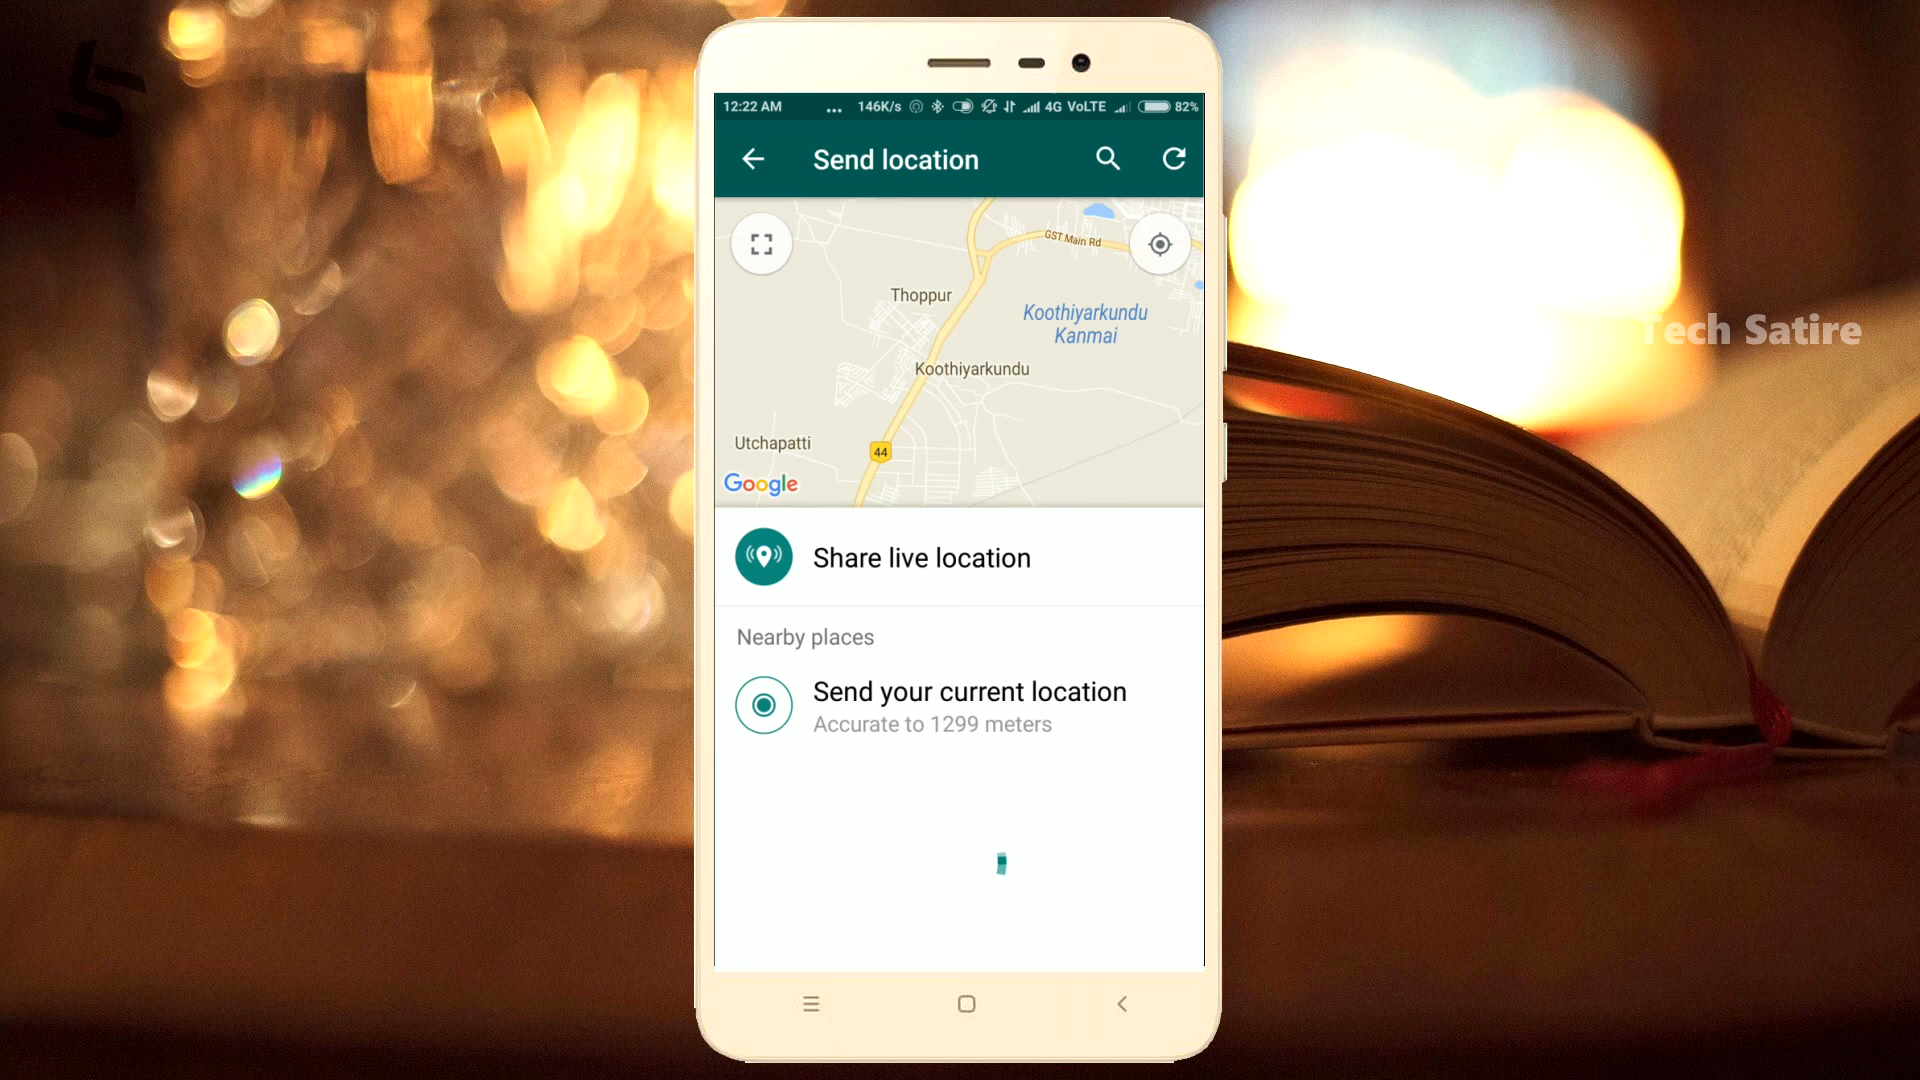 12:22 AM ... 146K/s 4G VoLTE 82%
Send location
GST Main Rd
Thoppur
Koothiyarkundu
Kanmai
Koothiyarkundu
Utchapatti
44
Google
Share live location
Nearby places
Send your current location
Accurate to 1299 meters
Tech Satire